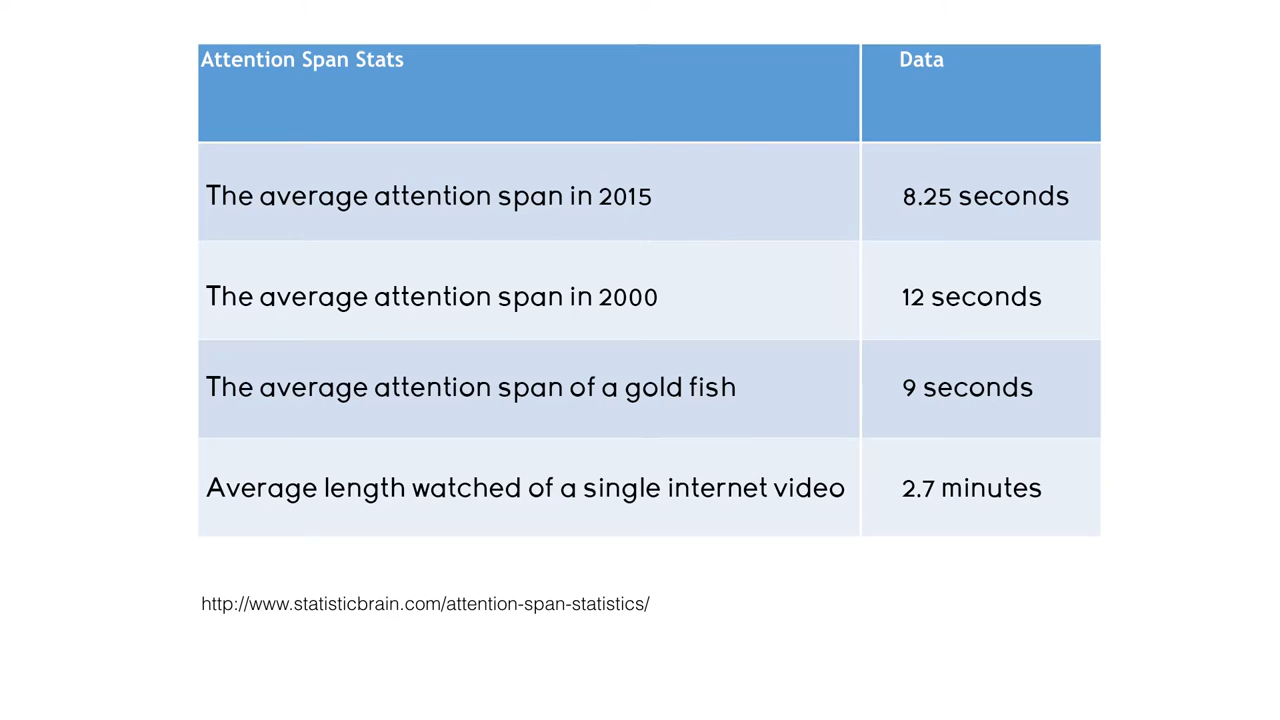 Attention Span Stats Data
The average attention span in 2015 8.25 seconds
The average attention span in 2000 12 seconds
The average attention span of a gold fish 9 seconds
Average length watched of a single internet video 2.7 minutes
http://www.statisticbrain.com/attention-span-statistics/